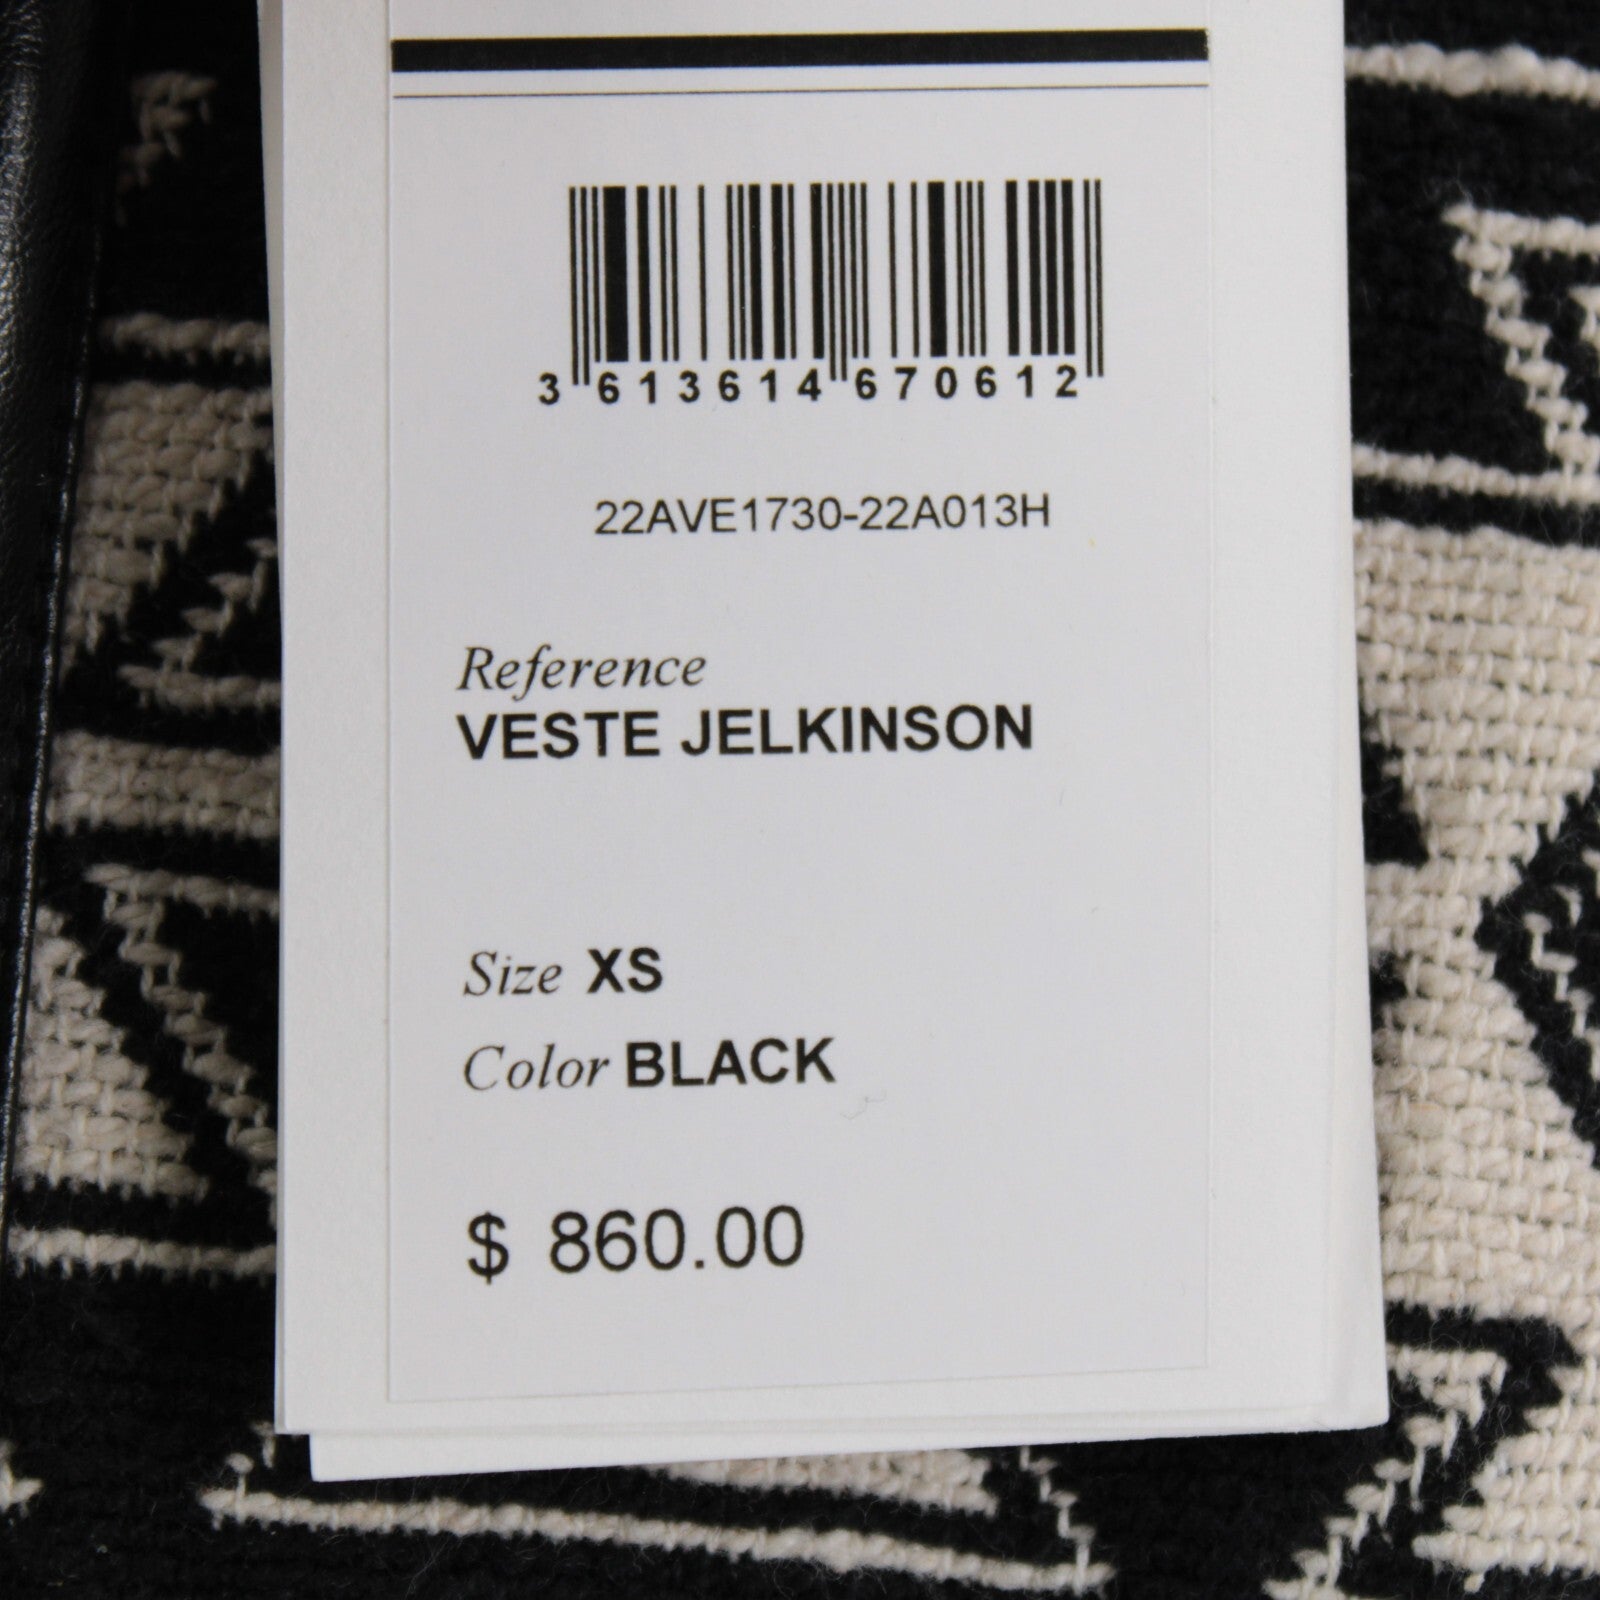 3 613614 670612
22AVE1730-22A013H
Reference
VESTE JELKINSON
Size XS
Color BLACK
$ 860.00